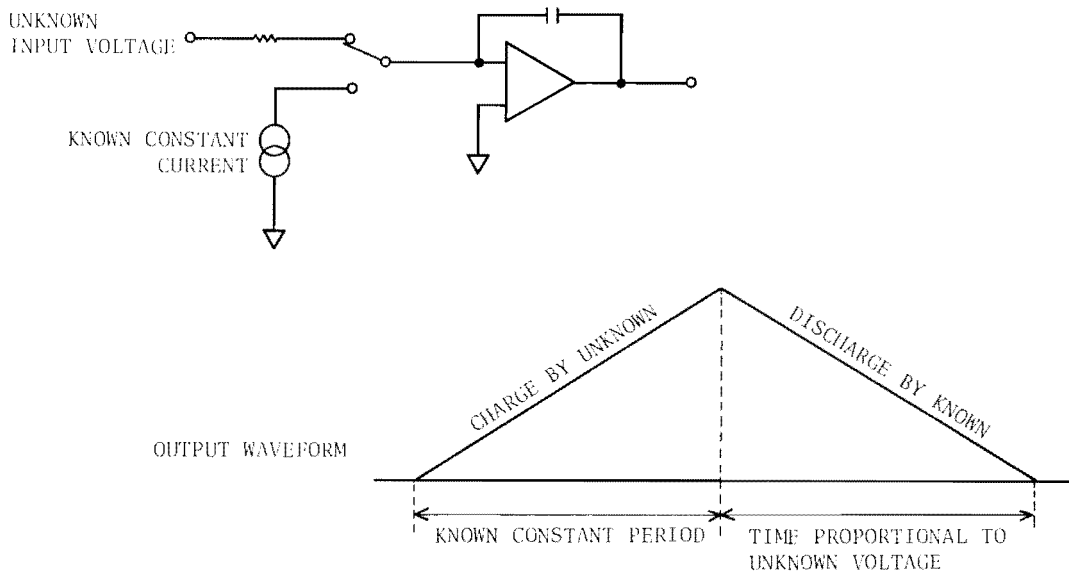 UNKNOWN
INPUT VOLTAGE
KNOWN CONSTANT
CURRENT
CHARGE BY UNKNOWN
DISCHARGE BY KNOWN
OUTPUT WAVEFORM
KNOWN CONSTANT PERIOD
TIME PROPORTIONAL TO
UNKNOWN VOLTAGE